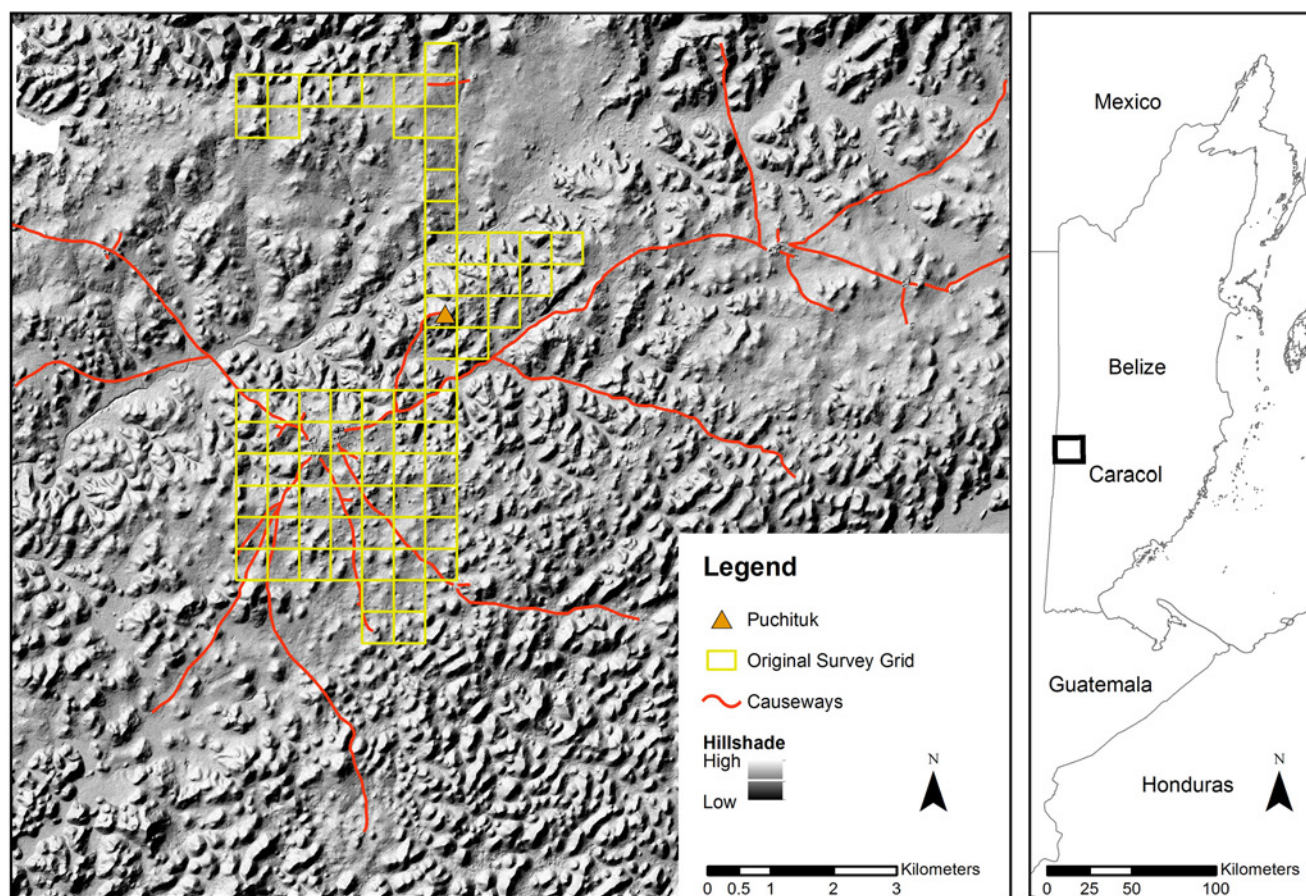 Legend
Puchituk
Original Survey Grid
Causeways
Hillshade
High
Low
N
Kilometers
0 0.5 1 2 3
Mexico
Belize
Caracol
Guatemala
Honduras
N
Kilometers
0 25 50 100